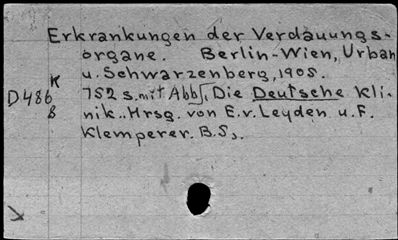 Erkrankungen der Verdauungs-
organe. Berlin-Wien, Urban
u. Schwarzenberg, 1905.
K
D486
8
752 s. mit Abb. Die Deutsche Kli-
nik.. Hrsg. von E.v. Leyden u. F.
Klemperer. B.5.